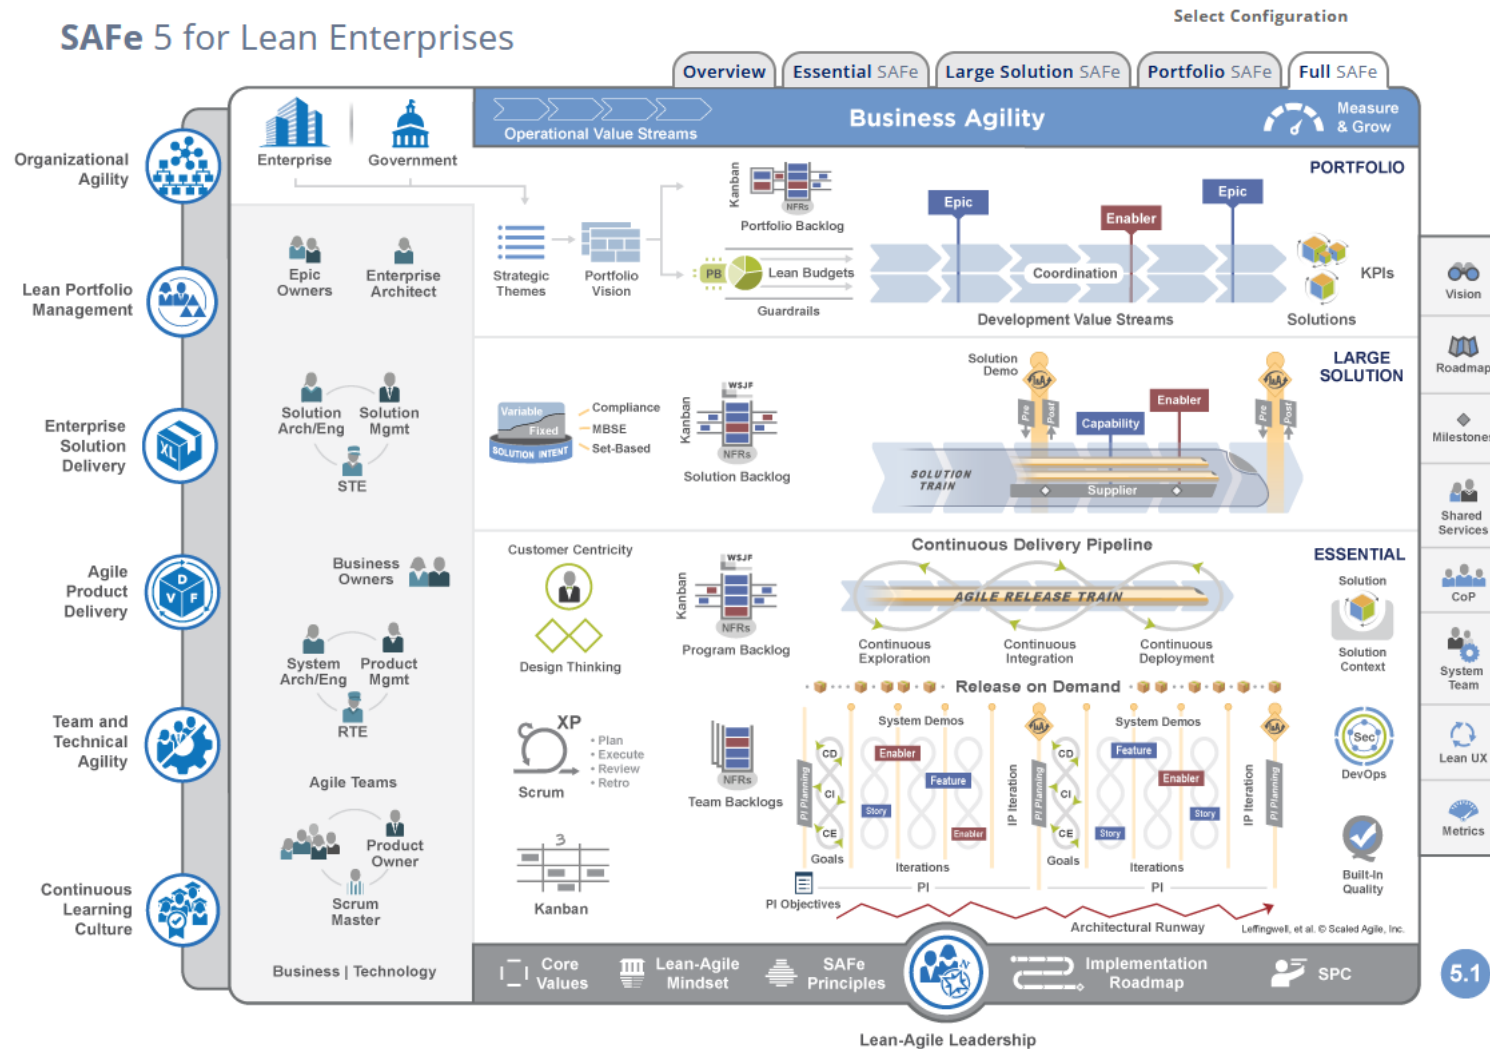 Select Configuration
SAFe 5 for Lean Enterprises
Overview
Essential SAFe
Large Solution SAFe
Portfolio SAFe
Full SAFe
Organizational
Agility
Lean Portfolio
Management
Enterprise
Solution
Delivery
XL
Agile
Product
Delivery
D
V F
Team and
Technical
Agility
Continuous
Learning
Culture
Enterprise
Government
Operational Value Streams
Business Agility
Measure
& Grow
Epic
Owners
Enterprise
Architect
Solution
Arch/Eng
Solution
Mgmt
STE
Business
Owners
System
Arch/Eng
Product
Mgmt
RTE
Agile Teams
Product
Owner
Scrum
Master
Business | Technology
PORTFOLIO
Strategic
Themes
Portfolio
Vision
Kanban
NFRs
Portfolio Backlog
PB
Lean Budgets
Guardrails
Epic
Enabler
Epic
Coordination
Development Value Streams
KPIs
Solutions
LARGE
SOLUTION
Variable
Fixed
SOLUTION INTENT
Compliance
MBSE
Set-Based
WSJF
Kanban
NFRs
Solution Backlog
Solution
Demo
I&A
Pre
Post
Capability
Enabler
I&A
Pre
Post
SOLUTION
TRAIN
Supplier
ESSENTIAL
Customer Centricity
Design Thinking
WSJF
Kanban
NFRs
Program Backlog
Continuous Delivery Pipeline
AGILE RELEASE TRAIN
Continuous
Exploration
Continuous
Integration
Continuous
Deployment
Release on Demand
Solution
Solution
Context
XP
• Plan
• Execute
• Review
• Retro
Scrum
3
Kanban
NFRs
Team Backlogs
PI Planning
CD
CI
CE
Goals
System Demos
Enabler
Feature
Story
Enabler
Iterations
IP Iteration
I&A
PI Planning
CD
CI
CE
Goals
System Demos
Feature
Enabler
Story
Story
Iterations
IP Iteration
I&A
PI Planning
PI
PI
PI Objectives
Architectural Runway
Sec
DevOps
Built-In
Quality
Leffingwell, et al. © Scaled Agile, Inc.
Vision
Roadmap
Milestones
Shared
Services
CoP
System
Team
Lean UX
Metrics
Core
Values
Lean-Agile
Mindset
SAFe
Principles
N
Implementation
Roadmap
SPC
5.1
Lean-Agile Leadership